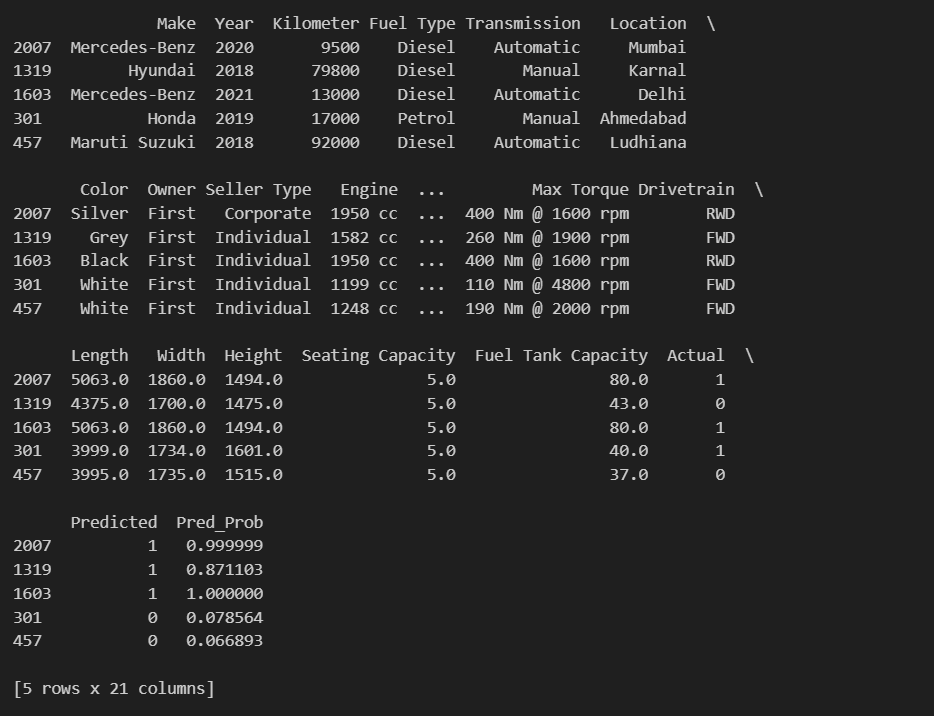 Make Year Kilometer Fuel Type Transmission Location \
2007 Mercedes-Benz 2020 9500 Diesel Automatic Mumbai
1319 Hyundai 2018 79800 Diesel Manual Karnal
1603 Mercedes-Benz 2021 13000 Diesel Automatic Delhi
301 Honda 2019 17000 Petrol Manual Ahmedabad
457 Maruti Suzuki 2018 92000 Diesel Automatic Ludhiana
Color Owner Seller Type Engine ... Max Torque Drivetrain \
2007 Silver First Corporate 1950 cc ... 400 Nm @ 1600 rpm RWD
1319 Grey First Individual 1582 cc ... 260 Nm @ 1900 rpm FWD
1603 Black First Individual 1950 cc ... 400 Nm @ 1600 rpm RWD
301 White First Individual 1199 cc ... 110 Nm @ 4800 rpm FWD
457 White First Individual 1248 cc ... 190 Nm @ 2000 rpm FWD
Length Width Height Seating Capacity Fuel Tank Capacity Actual \
2007 5063.0 1860.0 1494.0 5.0 80.0 1
1319 4375.0 1700.0 1475.0 5.0 43.0 0
1603 5063.0 1860.0 1494.0 5.0 80.0 1
301 3999.0 1734.0 1601.0 5.0 40.0 1
457 3995.0 1735.0 1515.0 5.0 37.0 0
Predicted Pred_Prob
2007 1 0.999999
1319 1 0.871103
1603 1 1.000000
301 0 0.078564
457 0 0.066893
[5 rows x 21 columns]